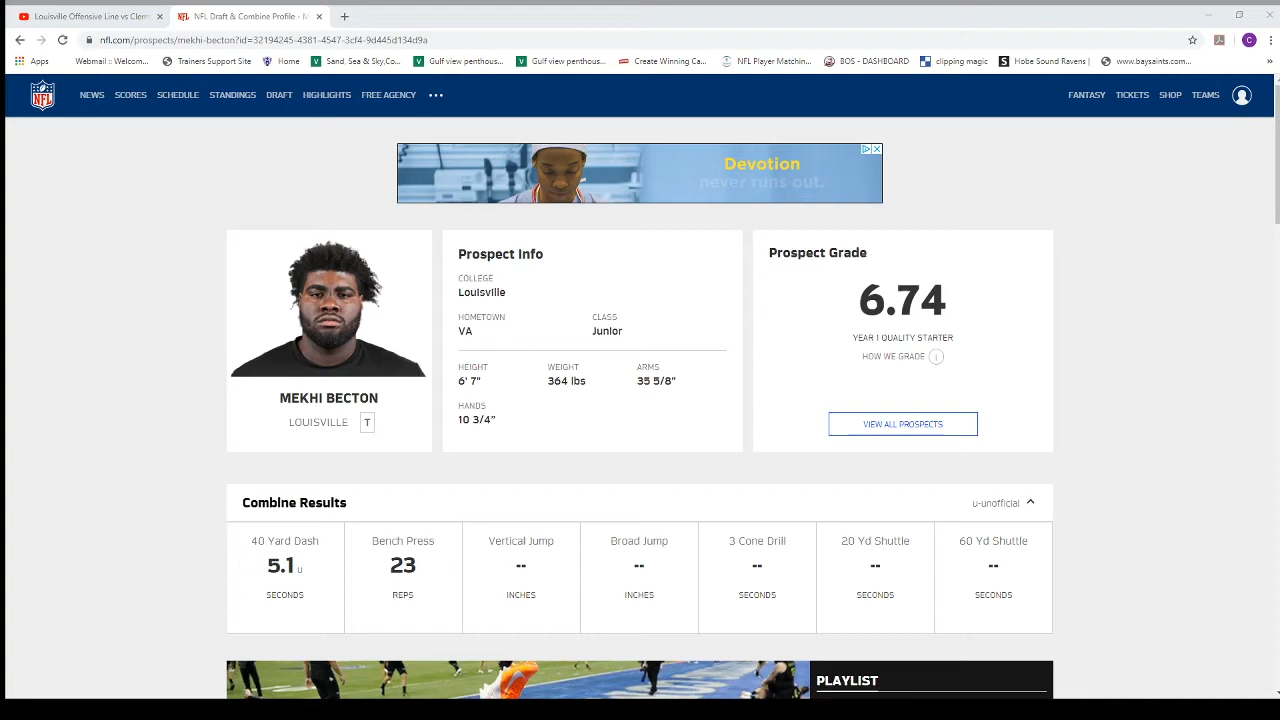 Louisville Offensive Line vs Clem
NFL Draft & Combine Profile - M
nfl.com/prospects/mekhi-becton?id=32194245-4381-4547-3cf4-9d445d134d9a
C
Apps Webmail :: Welcom... Trainers Support Site Home Sand, Sea & Sky,Co... Gulf view penthous... Gulf view penthous... Create Winning Ca... NFL Player Matchin... BOS - DASHBOARD clipping magic Hobe Sound Ravens | www.baysaints.com...
NFL NEWS SCORES SCHEDULE STANDINGS DRAFT HIGHLIGHTS FREE AGENCY ••• FANTASY TICKETS SHOP TEAMS
Devotion
never runs out.
MEKHI BECTON
LOUISVILLE T
Prospect Info
COLLEGE
Louisville
HOMETOWN CLASS
VA Junior
HEIGHT WEIGHT ARMS
6' 7" 364 lbs 35 5/8"
HANDS
10 3/4"
Prospect Grade
6.74
YEAR 1 QUALITY STARTER
HOW WE GRADE i
VIEW ALL PROSPECTS
Combine Results u-unofficial
40 Yard Dash Bench Press Vertical Jump Broad Jump 3 Cone Drill 20 Yd Shuttle 60 Yd Shuttle
5.1 u 23 -- -- -- -- --
SECONDS REPS INCHES INCHES SECONDS SECONDS SECONDS
PLAYLIST